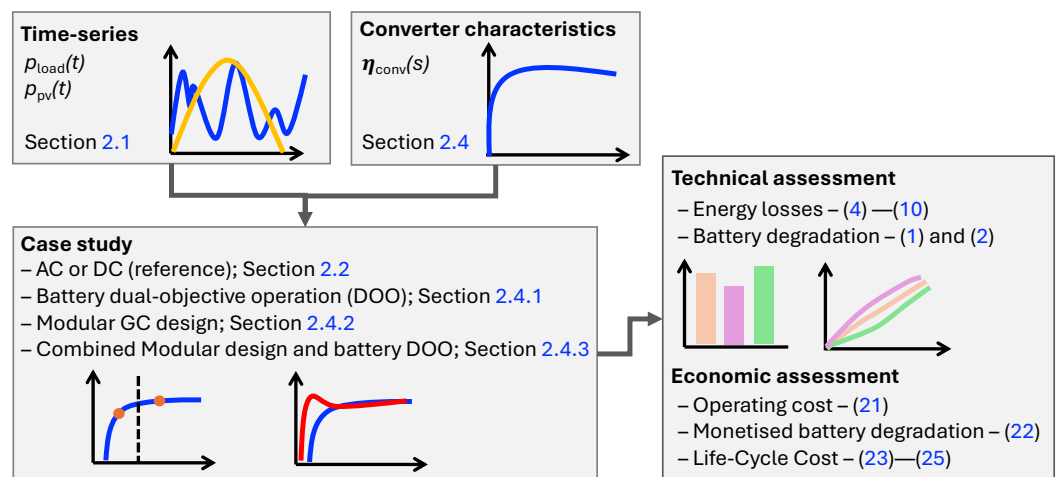 Time-series
p_load(t)
p_pv(t)
Section 2.1
Converter characteristics
η_conv(s)
Section 2.4
Case study
– AC or DC (reference); Section 2.2
– Battery dual-objective operation (DOO); Section 2.4.1
– Modular GC design; Section 2.4.2
– Combined Modular design and battery DOO; Section 2.4.3
Technical assessment
– Energy losses – (4) —(10)
– Battery degradation – (1) and (2)
Economic assessment
– Operating cost – (21)
– Monetised battery degradation – (22)
– Life-Cycle Cost – (23)—(25)